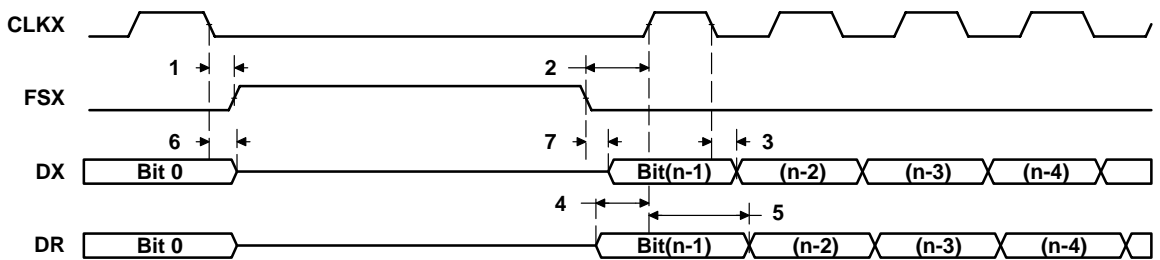 CLKX
1 2
FSX
6 7 3
DX Bit 0 Bit(n-1) (n-2) (n-3) (n-4)
4 5
DR Bit 0 Bit(n-1) (n-2) (n-3) (n-4)